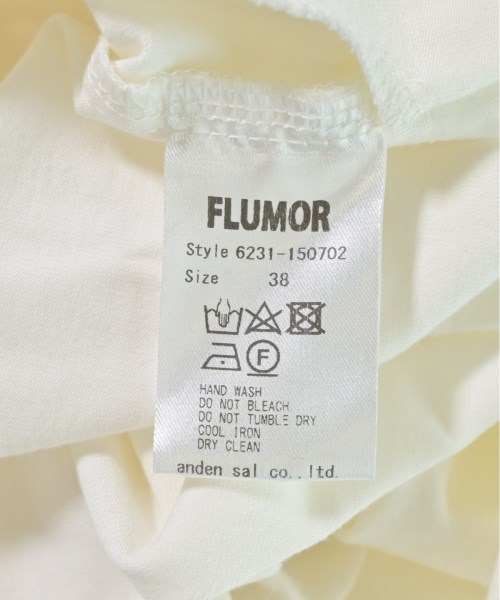 FLUMOR
Style 6231-150702
Size 38
F
HAND WASH
DO NOT BLEACH
DO NOT TUMBLE DRY
COOL IRON
DRY CLEAN
anden sal co.,ltd.